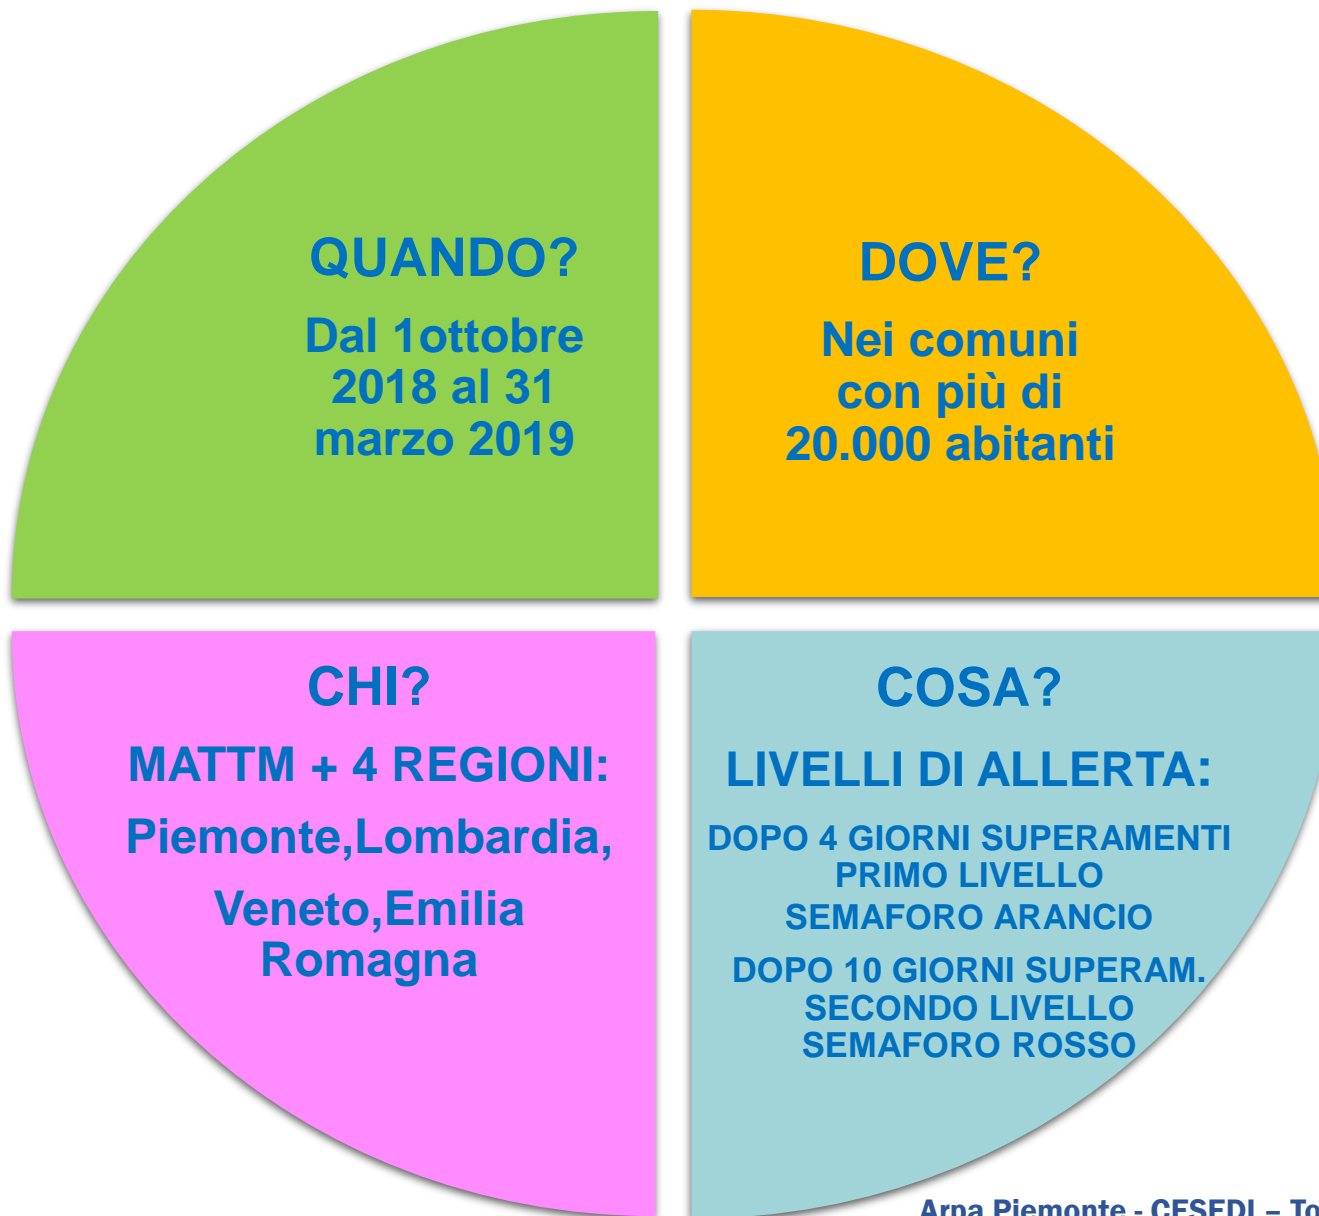 QUANDO?
Dal 1ottobre
2018 al 31
marzo 2019
DOVE?
Nei comuni
con più di
20.000 abitanti
CHI?
MATTM + 4 REGIONI:
Piemonte,Lombardia,
Veneto,Emilia
Romagna
COSA?
LIVELLI DI ALLERTA:
DOPO 4 GIORNI SUPERAMENTI
PRIMO LIVELLO
SEMAFORO ARANCIO
DOPO 10 GIORNI SUPERAM.
SECONDO LIVELLO
SEMAFORO ROSSO
Arpa Piemonte - CESEDI – To